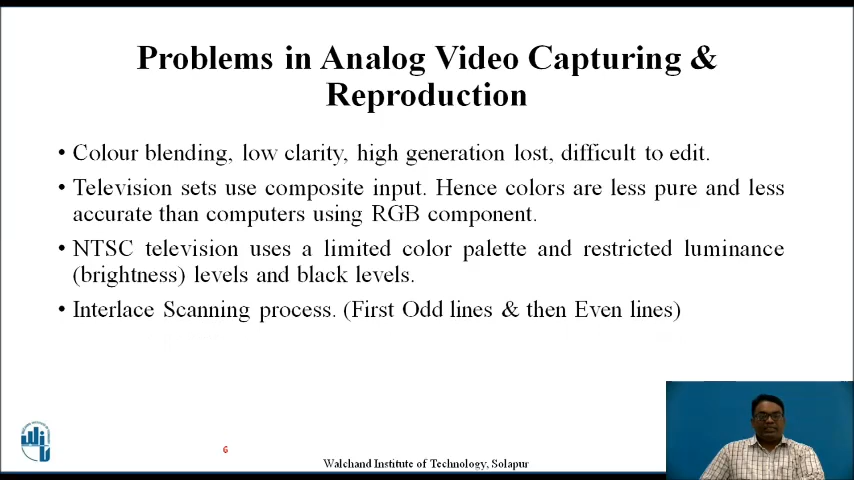 Problems in Analog Video Capturing &
Reproduction
• Colour blending, low clarity, high generation lost, difficult to edit.
• Television sets use composite input. Hence colors are less pure and less
accurate than computers using RGB component.
• NTSC television uses a limited color palette and restricted luminance
(brightness) levels and black levels.
• Interlace Scanning process. (First Odd lines & then Even lines)
6
Walchand Institute of Technology, Solapur